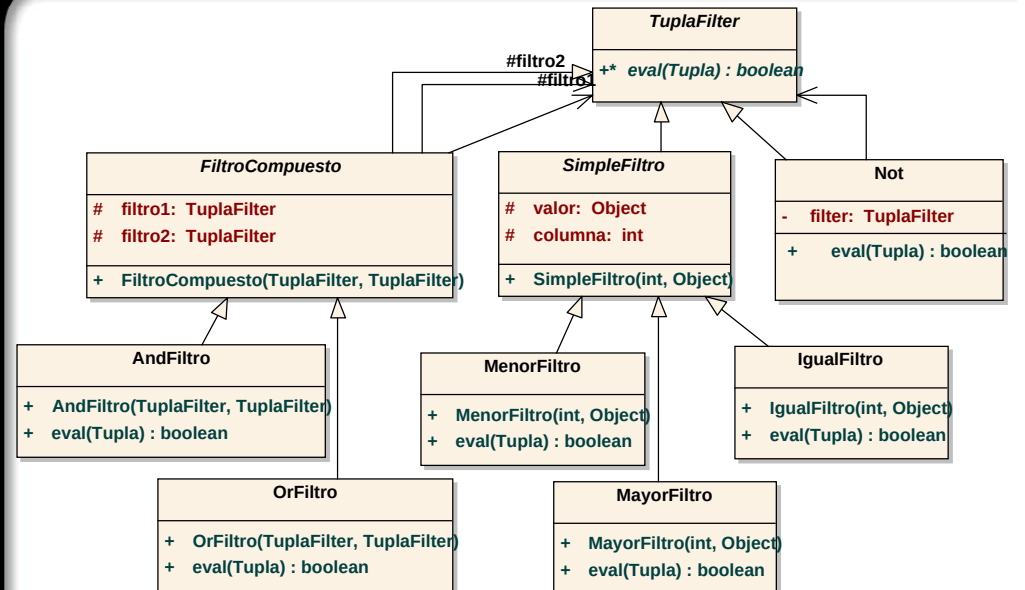 TuplaFilter
+* eval(Tupla) : boolean
#filtro2
#filtro1
FiltroCompuesto
# filtro1: TuplaFilter
# filtro2: TuplaFilter
+ FiltroCompuesto(TuplaFilter, TuplaFilter)
SimpleFiltro
# valor: Object
# columna: int
+ SimpleFiltro(int, Object)
Not
- filter: TuplaFilter
+ eval(Tupla) : boolean
AndFiltro
+ AndFiltro(TuplaFilter, TuplaFilter)
+ eval(Tupla) : boolean
MenorFiltro
+ MenorFiltro(int, Object)
+ eval(Tupla) : boolean
IgualFiltro
+ IgualFiltro(int, Object)
+ eval(Tupla) : boolean
OrFiltro
+ OrFiltro(TuplaFilter, TuplaFilter)
+ eval(Tupla) : boolean
MayorFiltro
+ MayorFiltro(int, Object)
+ eval(Tupla) : boolean